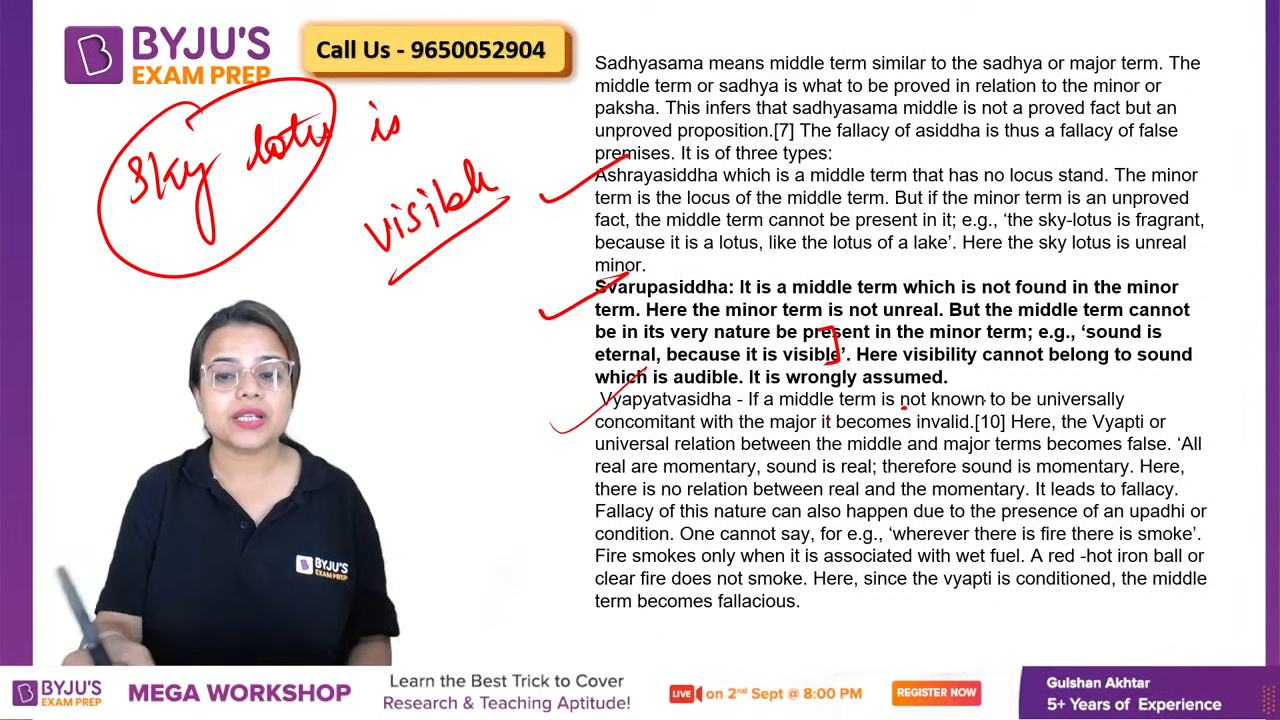 BYJU'S
EXAM PREP
Call Us - 9650052904
Sky lotus is
visible
Sadhyasama means middle term similar to the sadhya or major term. The
middle term or sadhya is what to be proved in relation to the minor or
paksha. This infers that sadhyasama middle is not a proved fact but an
unproved proposition.[7] The fallacy of asiddha is thus a fallacy of false
premises. It is of three types:
Ashrayasiddha which is a middle term that has no locus stand. The minor
term is the locus of the middle term. But if the minor term is an unproved
fact, the middle term cannot be present in it; e.g., ‘the sky-lotus is fragrant,
because it is a lotus, like the lotus of a lake’. Here the sky lotus is unreal
minor.
Svarupasiddha: It is a middle term which is not found in the minor
term. Here the minor term is not unreal. But the middle term cannot
be in its very nature be present in the minor term; e.g., ‘sound is
eternal, because it is visible’. Here visibility cannot belong to sound
which is audible. It is wrongly assumed.
Vyapyatvasidha - If a middle term is not known to be universally
concomitant with the major it becomes invalid.[10] Here, the Vyapti or
universal relation between the middle and major terms becomes false. ‘All
real are momentary, sound is real; therefore sound is momentary. Here,
there is no relation between real and the momentary. It leads to fallacy.
Fallacy of this nature can also happen due to the presence of an upadhi or
condition. One cannot say, for e.g., ‘wherever there is fire there is smoke’.
Fire smokes only when it is associated with wet fuel. A red -hot iron ball or
clear fire does not smoke. Here, since the vyapti is conditioned, the middle
term becomes fallacious.
BYJU'S
EXAM PREP
BYJU'S
EXAM PREP
MEGA WORKSHOP
Learn the Best Trick to Cover
Research & Teaching Aptitude!
LIVE on 2nd Sept @ 8:00 PM
REGISTER NOW
Gulshan Akhtar
5+ Years of Experience